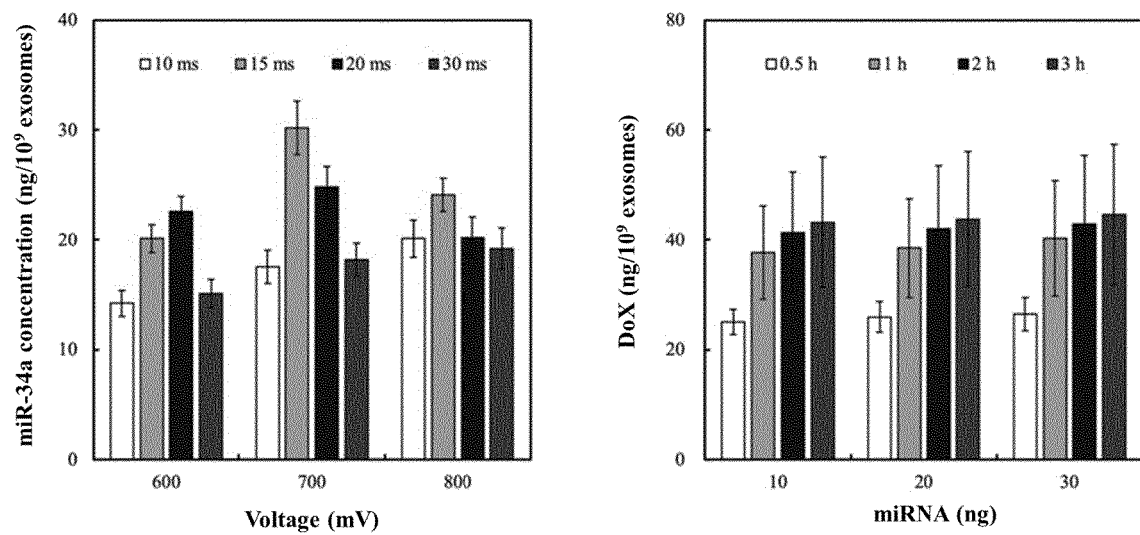 miR-34a concentration (ng/10⁹ exosomes)
40
30
20
10
0
10 ms 15 ms 20 ms 30 ms
600 700 800
Voltage (mV)
DoX (ng/10⁹ exosomes)
80
60
40
20
0
0.5 h 1 h 2 h 3 h
10 20 30
miRNA (ng)